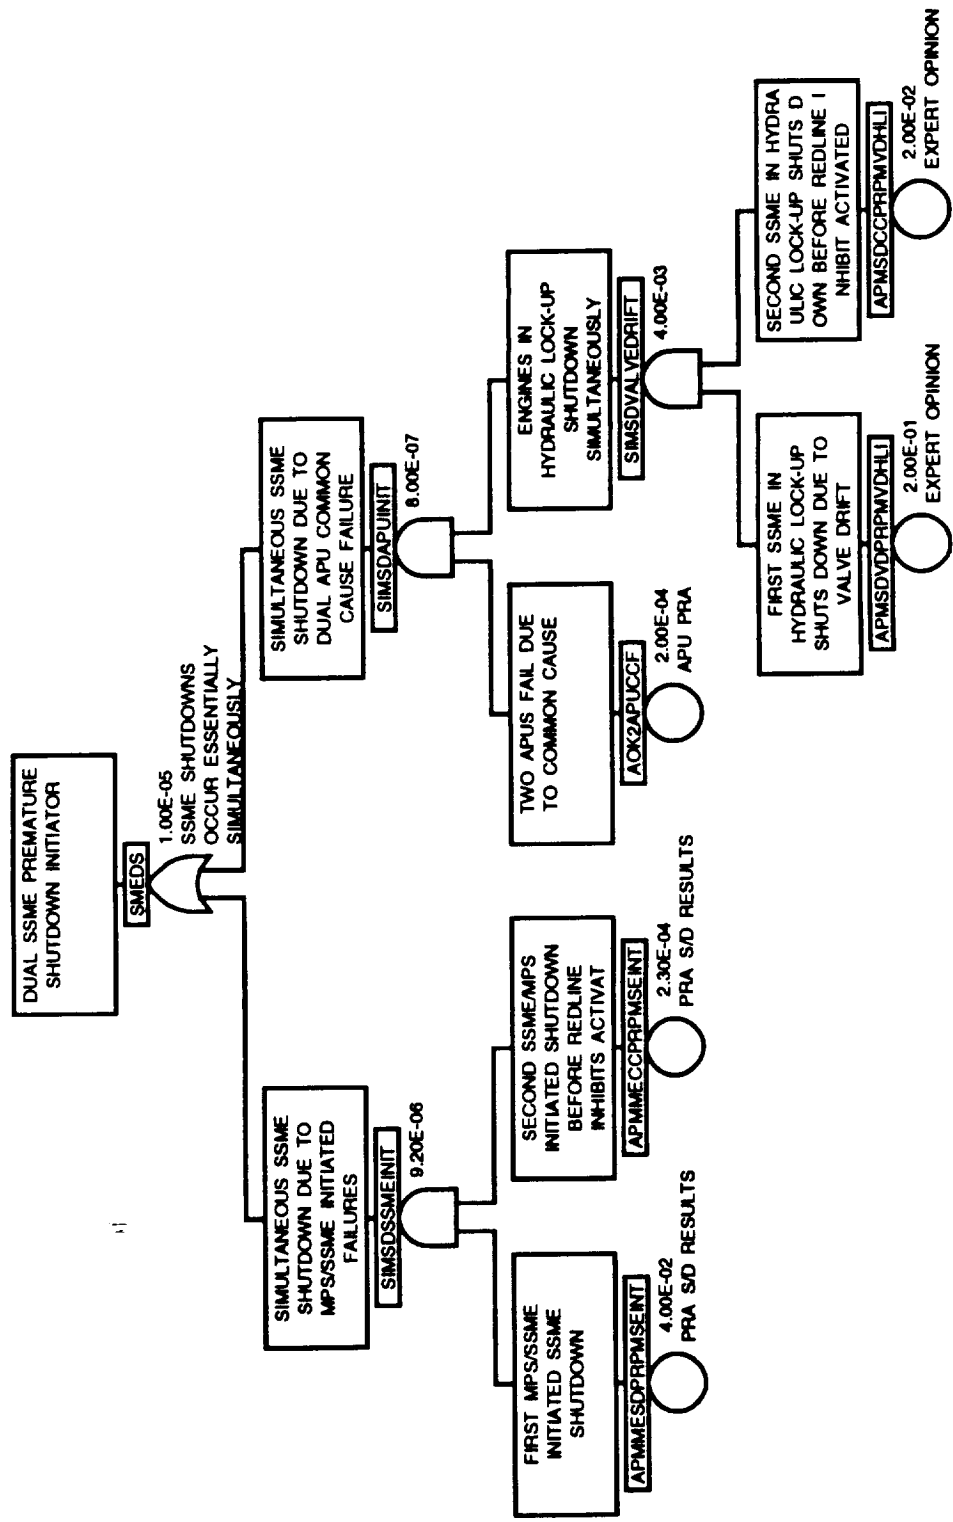 DUAL SSME PREMATURE
SHUTDOWN INITIATOR
SMEDS
1.00E-05
SSME SHUTDOWNS
OCCUR ESSENTIALLY
SIMULTANEOUSLY
SIMULTANEOUS SSME
SHUTDOWN DUE TO
MPS/SSME INITIATED
FAILURES
SIMSDSSMEINIT
9.20E-06
SIMULTANEOUS SSME
SHUTDOWN DUE TO
DUAL APU COMMON
CAUSE FAILURE
SIMSDAPUINIT
8.00E-07
FIRST MPS/SSME
INITIATED SSME
SHUTDOWN
APMMESDPRPMSEINT
4.00E-02
PRA S/D RESULTS
SECOND SSME/MPS
INITIATED SHUTDOWN
BEFORE REDLINE
INHIBITS ACTIVAT
APMMECCPRPMSEINT
2.30E-04
PRA S/D RESULTS
TWO APUS FAIL DUE
TO COMMON CAUSE
AOK2APUCCF
2.00E-04
APU PRA
ENGINES IN
HYDRAULIC LOCK-UP
SHUTDOWN
SIMULTANEOUSLY
SIMSDVALVEDRIFT
4.00E-03
FIRST SSME IN
HYDRAULIC LOCK-UP
SHUTS DOWN DUE TO
VALVE DRIFT
APMSDVDPRPMVDHLI
2.00E-01
EXPERT OPINION
SECOND SSME IN HYDRA
ULIC LOCK-UP SHUTS D
OWN BEFORE REDLINE I
NHIBIT ACTIVATED
APMSDCCPRPMVDHLI
2.00E-02
EXPERT OPINION